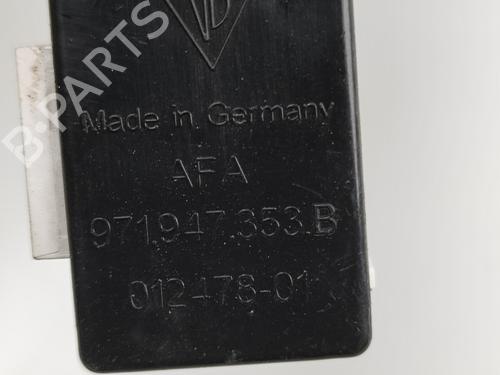 Made in Germany
AFA
971.947.353.B
012478-01
B-PARTS